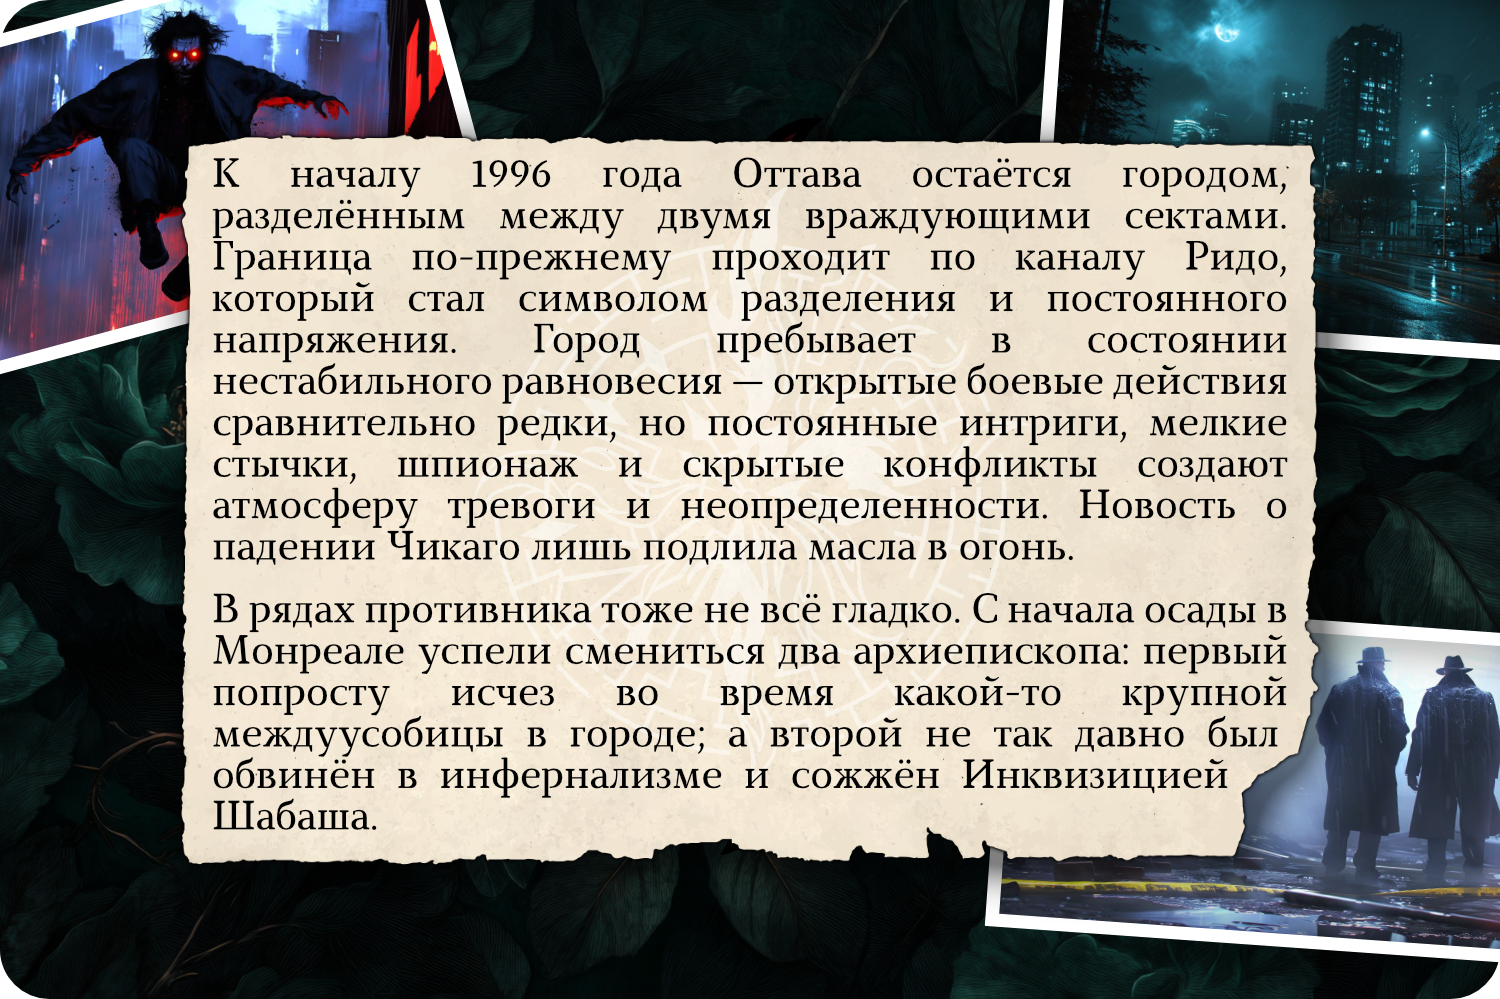 К началу 1996 года Оттава остаётся городом,
разделённым между двумя враждующими сектами.
Граница по-прежнему проходит по каналу Ридо,
который стал символом разделения и постоянного
напряжения. Город пребывает в состоянии
нестабильного равновесия — открытые боевые действия
сравнительно редки, но постоянные интриги, мелкие
стычки, шпионаж и скрытые конфликты создают
атмосферу тревоги и неопределенности. Новость о
падении Чикаго лишь подлила масла в огонь.
В рядах противника тоже не всё гладко. С начала осады в
Монреале успели смениться два архиепископа: первый
попросту исчез во время какой-то крупной
междуусобицы в городе; а второй не так давно был
обвинён в инфернализме и сожжён Инквизицией
Шабаша.